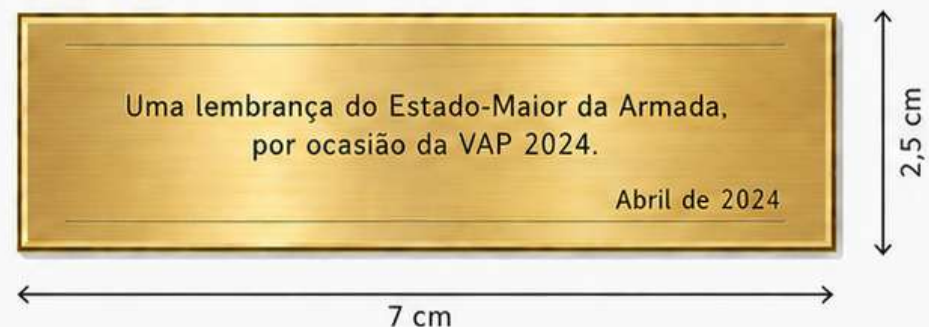 Uma lembrança do Estado-Maior da Armada,
por ocasião da VAP 2024.
Abril de 2024
2,5 cm
7 cm